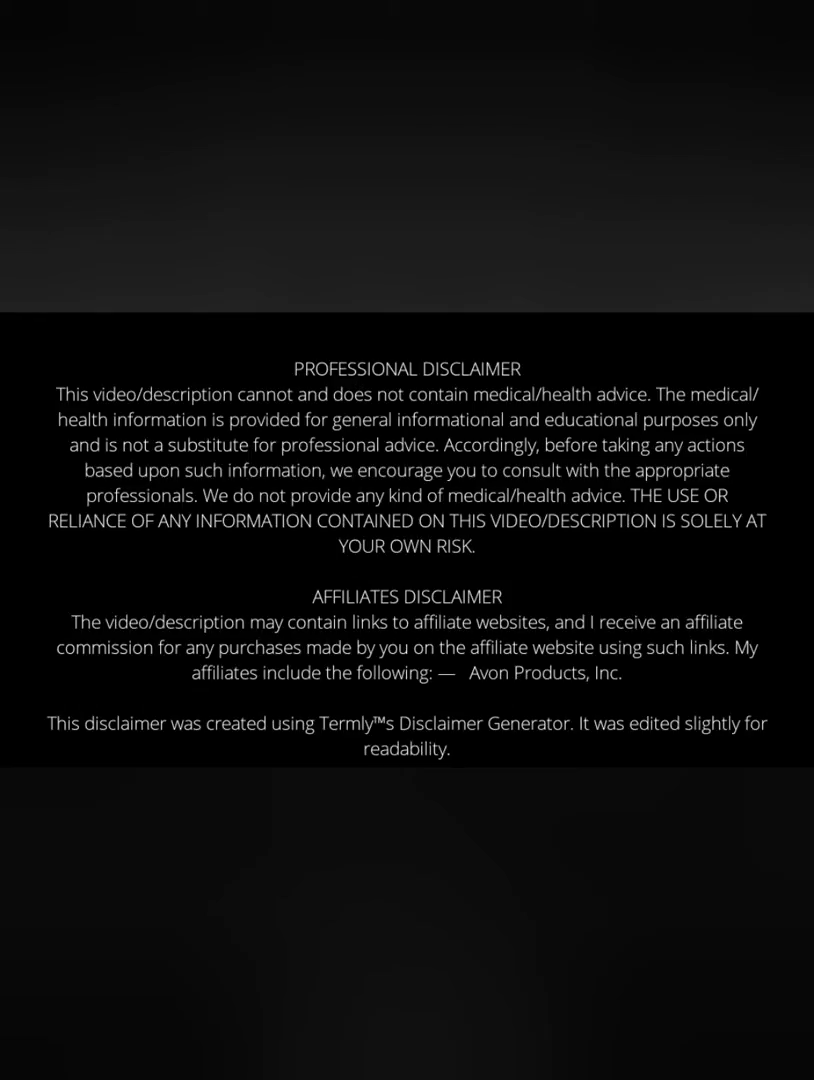 PROFESSIONAL DISCLAIMER
This video/description cannot and does not contain medical/health advice. The medical/
health information is provided for general informational and educational purposes only
and is not a substitute for professional advice. Accordingly, before taking any actions
based upon such information, we encourage you to consult with the appropriate
professionals. We do not provide any kind of medical/health advice. THE USE OR
RELIANCE OF ANY INFORMATION CONTAINED ON THIS VIDEO/DESCRIPTION IS SOLELY AT
YOUR OWN RISK.
AFFILIATES DISCLAIMER
The video/description may contain links to affiliate websites, and I receive an affiliate
commission for any purchases made by you on the affiliate website using such links. My
affiliates include the following: — Avon Products, Inc.
This disclaimer was created using Termly™s Disclaimer Generator. It was edited slightly for
readability.